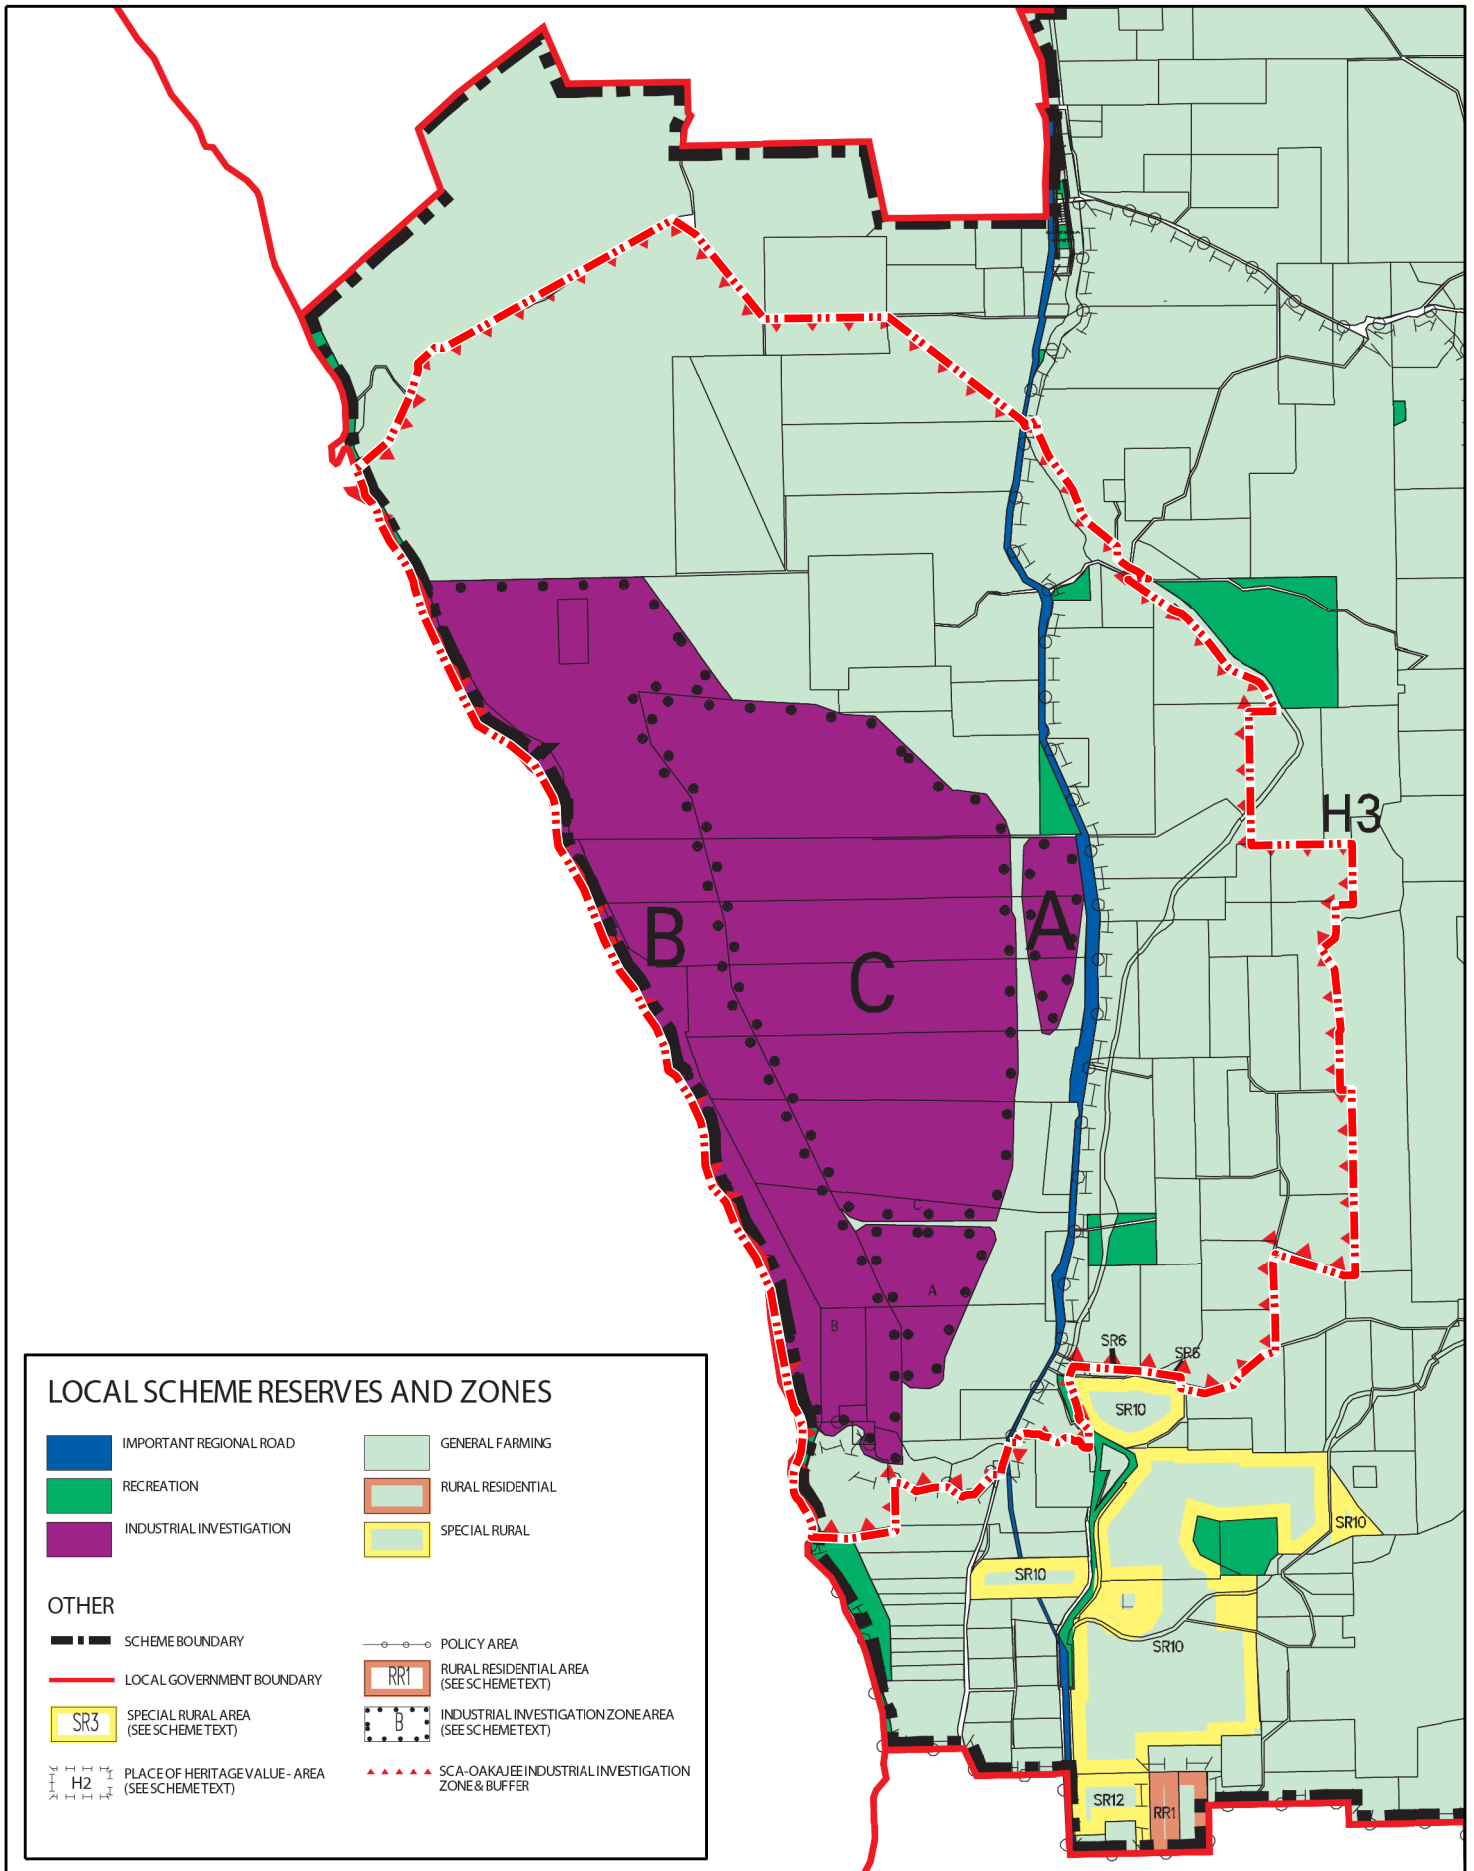 H3
A
B
C
C
A
B
SR6
SR6
SR10
SR10
SR10
SR10
SR12
RR1
LOCAL SCHEME RESERVES AND ZONES
IMPORTANT REGIONAL ROAD
GENERAL FARMING
RECREATION
RURAL RESIDENTIAL
INDUSTRIAL INVESTIGATION
SPECIAL RURAL
OTHER
SCHEME BOUNDARY
POLICY AREA
LOCAL GOVERNMENT BOUNDARY
RR1
RURAL RESIDENTIAL AREA
(SEE SCHEME TEXT)
SR3
SPECIAL RURAL AREA
(SEE SCHEME TEXT)
B
INDUSTRIAL INVESTIGATION ZONE AREA
(SEE SCHEME TEXT)
H2
PLACE OF HERITAGE VALUE - AREA
(SEE SCHEME TEXT)
SCA-OAKAJEE INDUSTRIAL INVESTIGATION
ZONE & BUFFER